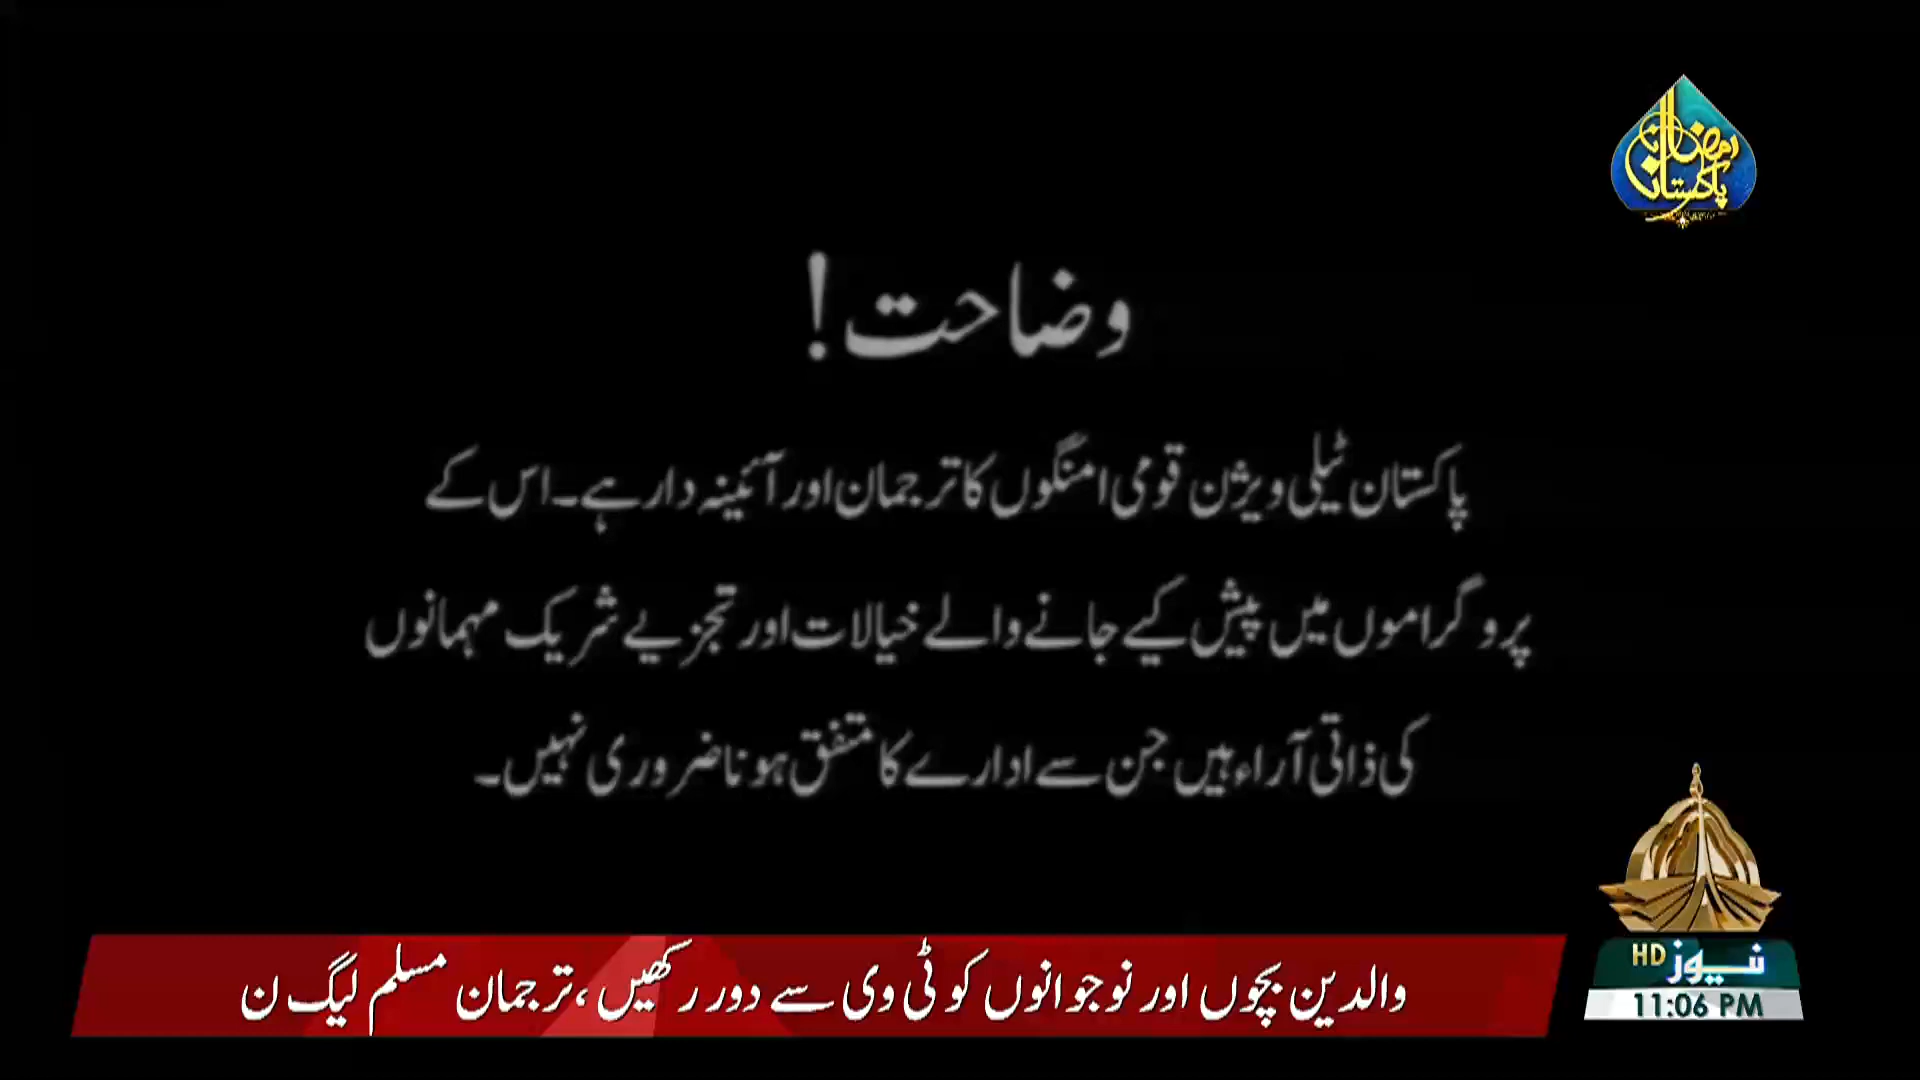 رمضان
پاکستان
وضاحت!
پاکستان ٹیلی ویژن قومی امنگوں کا ترجمان اور آئینہ دار ہے۔ اس کے
پروگراموں میں پیش کیے جانے والے خیالات اور تجزیے شریک مہمانوں
کی ذاتی آراء ہیں جن سے ادارے کا متفق ہونا ضروری نہیں۔
والدین بچوں اور نوجوانوں کو ٹی وی سے دور رکھیں، ترجمان مسلم لیگ ن
نیوز HD
11:06 PM